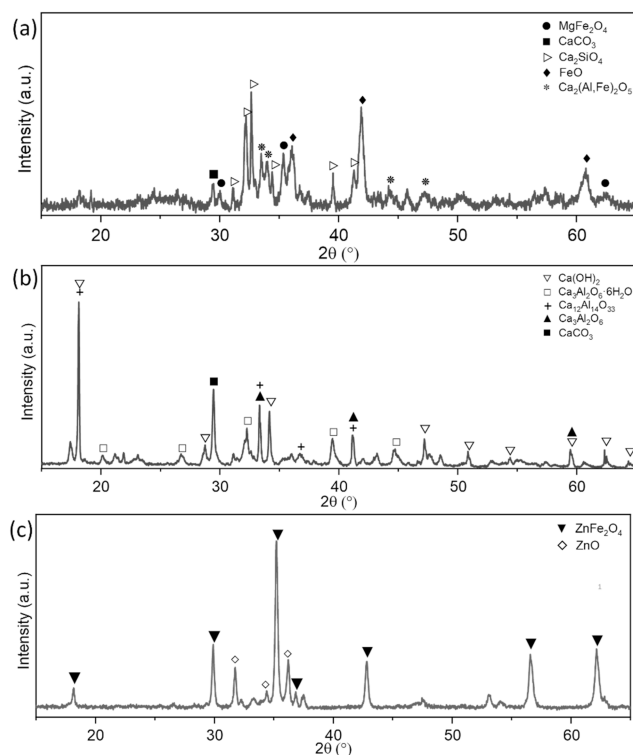 (a)
MgFe₂O₄
CaCO₃
Ca₂SiO₄
FeO
Ca₂(Al,Fe)₂O₅
Intensity (a.u.)
20 30 40 50 60
2θ (°)
(b)
Ca(OH)₂
Ca₃Al₂O₆·6H₂O
Ca₁₂Al₁₄O₃₃
Ca₃Al₂O₆
CaCO₃
Intensity (a.u.)
20 30 40 50 60
2θ (°)
(c)
ZnFe₂O₄
ZnO
1
Intensity (a.u.)
20 30 40 50 60
2θ (°)